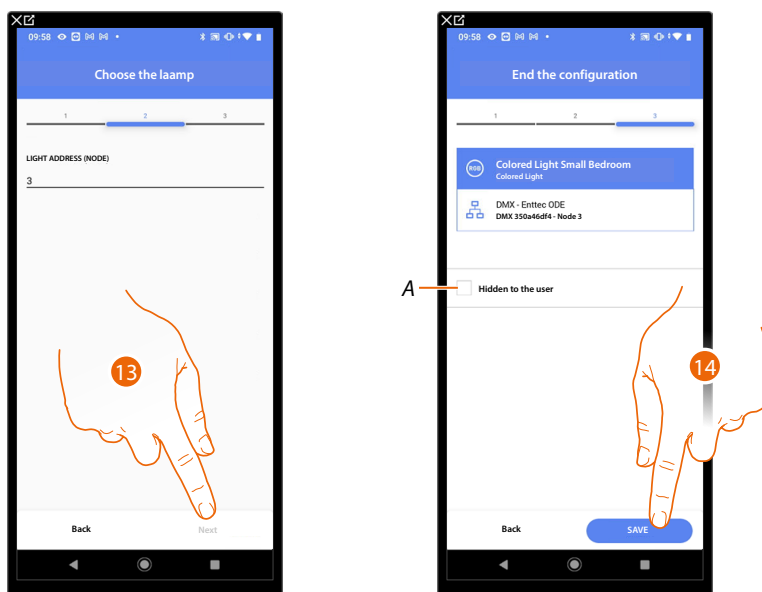 09:58
Choose the laamp
1 2 3
LIGHT ADDRESS (NODE)
3
13
Back Next
09:58
End the configuration
1 2 3
RGB
Colored Light Small Bedroom
Colored Light
DMX - Enttec ODE
DMX 350a46df4 - Node 3
A
Hidden to the user
14
Back SAVE